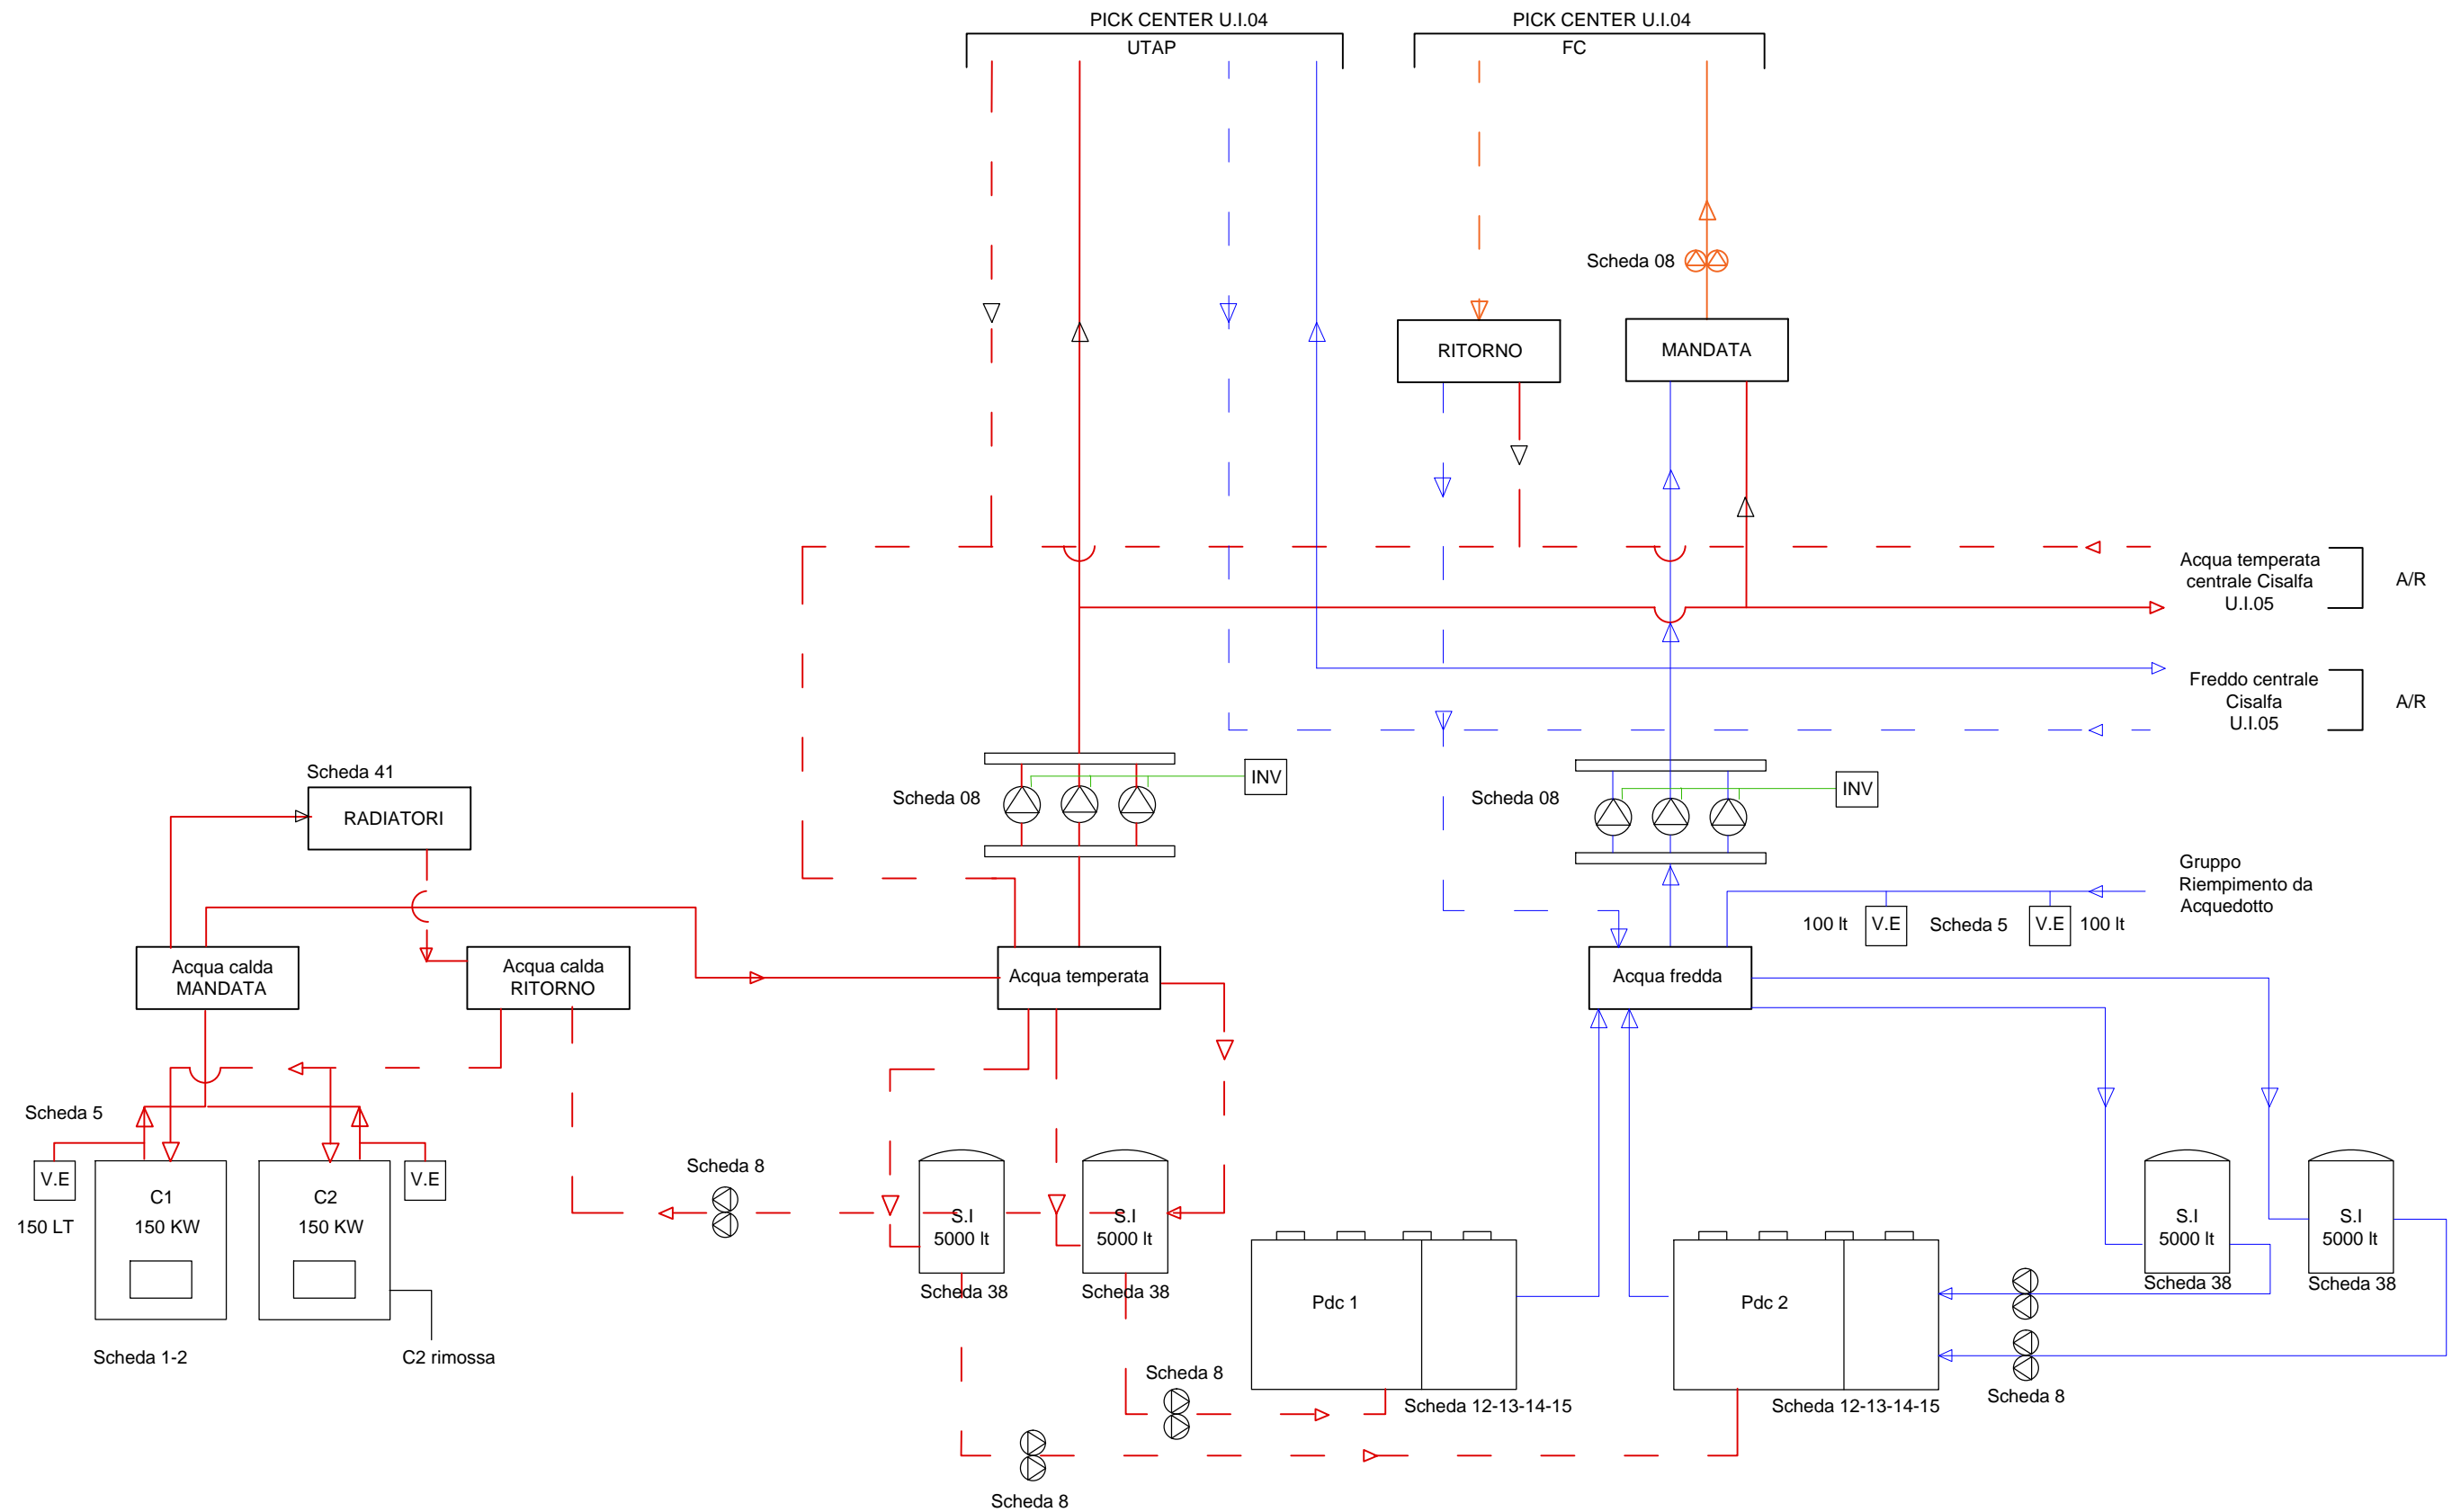 PICK CENTER U.I.04
UTAP
PICK CENTER U.I.04
FC
Scheda 08
RITORNO
MANDATA
Acqua temperata
centrale Cisalfa
U.I.05
A/R
Freddo centrale
Cisalfa
U.I.05
A/R
Scheda 41
RADIATORI
Scheda 08
INV
Scheda 08
INV
Gruppo
Riempimento da
Acquedotto
100 lt
V.E
Scheda 5
V.E
100 lt
Acqua calda
MANDATA
Acqua calda
RITORNO
Acqua temperata
Acqua fredda
Scheda 5
V.E
150 LT
C1
150 KW
C2
150 KW
V.E
Scheda 8
S.I
5000 lt
Scheda 38
S.I
5000 lt
Scheda 38
S.I
5000 lt
Scheda 38
S.I
5000 lt
Scheda 38
Pdc 1
Pdc 2
Scheda 1-2
C2 rimossa
Scheda 8
Scheda 12-13-14-15
Scheda 12-13-14-15
Scheda 8
Scheda 8